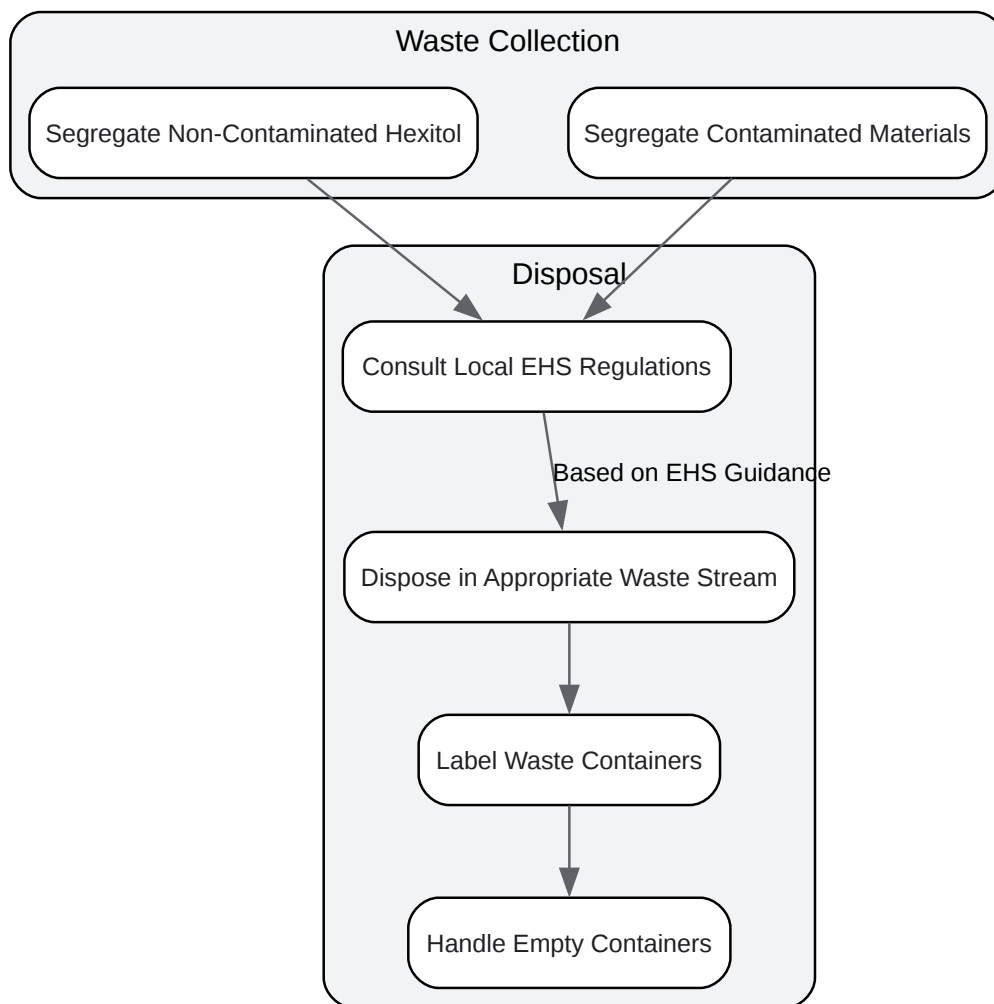 Waste Collection
Segregate Non-Contaminated Hexitol
Segregate Contaminated Materials
Disposal
Consult Local EHS Regulations
Based on EHS Guidance
Dispose in Appropriate Waste Stream
Label Waste Containers
Handle Empty Containers